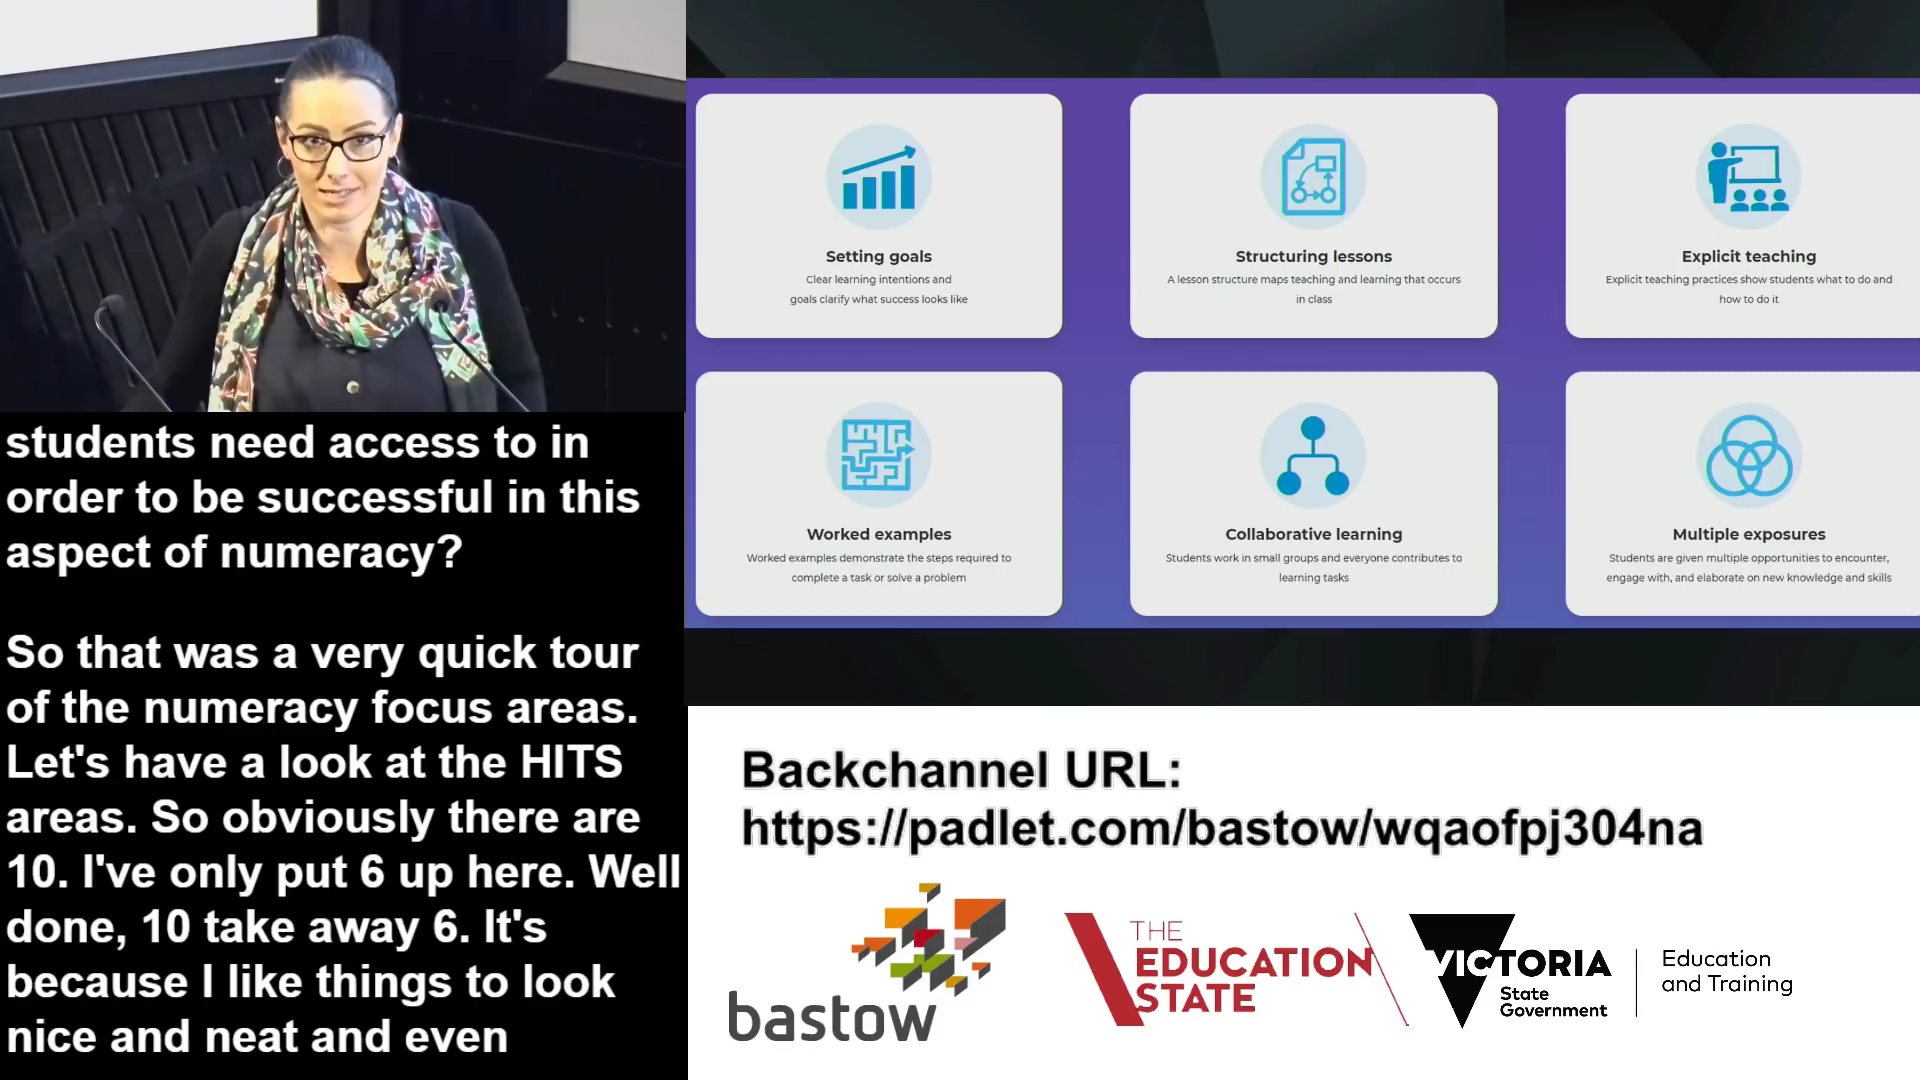 students need access to in
order to be successful in this
aspect of numeracy?
So that was a very quick tour
of the numeracy focus areas.
Let's have a look at the HITS
areas. So obviously there are
10. I've only put 6 up here. Well
done, 10 take away 6. It's
because I like things to look
nice and neat and even
Setting goals
Clear learning intentions and
goals clarify what success looks like
Structuring lessons
A lesson structure maps teaching and learning that occurs
in class
Explicit teaching
Explicit teaching practices show students what to do and
how to do it
Worked examples
Worked examples demonstrate the steps required to
complete a task or solve a problem
Collaborative learning
Students work in small groups and everyone contributes to
learning tasks
Multiple exposures
Students are given multiple opportunities to encounter,
engage with, and elaborate on new knowledge and skills
Backchannel URL:
https://padlet.com/bastow/wqaofpj304na
bastow
THE
EDUCATION
STATE
VICTORIA
State
Government
Education
and Training